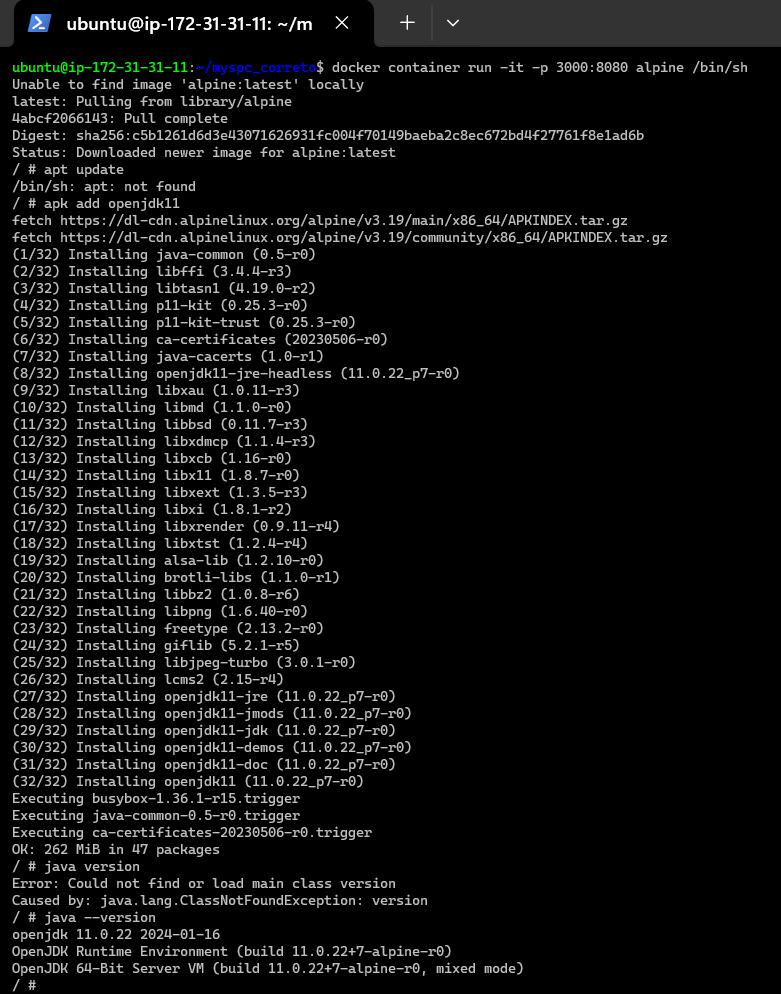 ubuntu@ip-172-31-31-11: ~/m
ubuntu@ip-172-31-31-11:~/myspc_correto$ docker container run -it -p 3000:8080 alpine /bin/sh
Unable to find image 'alpine:latest' locally
latest: Pulling from library/alpine
4abcf2066143: Pull complete
Digest: sha256:c5b1261d6d3e43071626931fc004f70149baeba2c8ec672bd4f27761f8e1ad6b
Status: Downloaded newer image for alpine:latest
/ # apt update
/bin/sh: apt: not found
/ # apk add openjdk11
fetch https://dl-cdn.alpinelinux.org/alpine/v3.19/main/x86_64/APKINDEX.tar.gz
fetch https://dl-cdn.alpinelinux.org/alpine/v3.19/community/x86_64/APKINDEX.tar.gz
(1/32) Installing java-common (0.5-r0)
(2/32) Installing libffi (3.4.4-r3)
(3/32) Installing libtasn1 (4.19.0-r2)
(4/32) Installing p11-kit (0.25.3-r0)
(5/32) Installing p11-kit-trust (0.25.3-r0)
(6/32) Installing ca-certificates (20230506-r0)
(7/32) Installing java-cacerts (1.0-r1)
(8/32) Installing openjdk11-jre-headless (11.0.22_p7-r0)
(9/32) Installing libxau (1.0.11-r3)
(10/32) Installing libmd (1.1.0-r0)
(11/32) Installing libbsd (0.11.7-r3)
(12/32) Installing libxdmcp (1.1.4-r3)
(13/32) Installing libxcb (1.16-r0)
(14/32) Installing libx11 (1.8.7-r0)
(15/32) Installing libxext (1.3.5-r3)
(16/32) Installing libxi (1.8.1-r2)
(17/32) Installing libxrender (0.9.11-r4)
(18/32) Installing libxtst (1.2.4-r4)
(19/32) Installing alsa-lib (1.2.10-r0)
(20/32) Installing brotli-libs (1.1.0-r1)
(21/32) Installing libbz2 (1.0.8-r6)
(22/32) Installing libpng (1.6.40-r0)
(23/32) Installing freetype (2.13.2-r0)
(24/32) Installing giflib (5.2.1-r5)
(25/32) Installing libjpeg-turbo (3.0.1-r0)
(26/32) Installing lcms2 (2.15-r4)
(27/32) Installing openjdk11-jre (11.0.22_p7-r0)
(28/32) Installing openjdk11-jmods (11.0.22_p7-r0)
(29/32) Installing openjdk11-jdk (11.0.22_p7-r0)
(30/32) Installing openjdk11-demos (11.0.22_p7-r0)
(31/32) Installing openjdk11-doc (11.0.22_p7-r0)
(32/32) Installing openjdk11 (11.0.22_p7-r0)
Executing busybox-1.36.1-r15.trigger
Executing java-common-0.5-r0.trigger
Executing ca-certificates-20230506-r0.trigger
OK: 262 MiB in 47 packages
/ # java version
Error: Could not find or load main class version
Caused by: java.lang.ClassNotFoundException: version
/ # java --version
openjdk 11.0.22 2024-01-16
OpenJDK Runtime Environment (build 11.0.22+7-alpine-r0)
OpenJDK 64-Bit Server VM (build 11.0.22+7-alpine-r0, mixed mode)
/ #